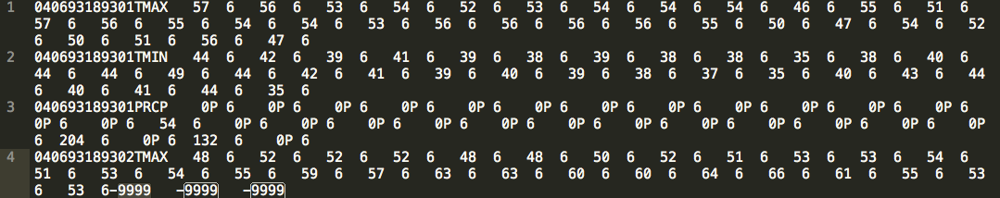 1 040693189301TMAX 57 6 56 6 53 6 54 6 52 6 53 6 54 6 54 6 54 6 46 6 55 6 51 6
57 6 56 6 55 6 54 6 54 6 53 6 56 6 56 6 56 6 56 6 55 6 50 6 47 6 54 6 52
6 50 6 51 6 56 6 47 6
2 040693189301TMIN 44 6 42 6 39 6 41 6 39 6 38 6 39 6 38 6 38 6 35 6 38 6 40 6
44 6 44 6 49 6 44 6 42 6 41 6 39 6 40 6 39 6 38 6 37 6 35 6 40 6 43 6 44
6 40 6 41 6 44 6 35 6
3 040693189301PRCP 0P 6 0P 6 0P 6 0P 6 0P 6 0P 6 0P 6 0P 6 0P 6 0P 6 0P 6 0P 6
0P 6 0P 6 54 6 0P 6 0P 6 0P 6 0P 6 0P 6 0P 6 0P 6 0P 6 0P 6 0P 6 0P 6 0P
6 204 6 0P 6 132 6 0P 6
4 040693189302TMAX 48 6 52 6 52 6 52 6 48 6 48 6 50 6 52 6 51 6 53 6 53 6 54 6
51 6 53 6 54 6 55 6 59 6 57 6 63 6 63 6 60 6 60 6 64 6 66 6 61 6 55 6 53
6 53 6-9999 -9999 -9999